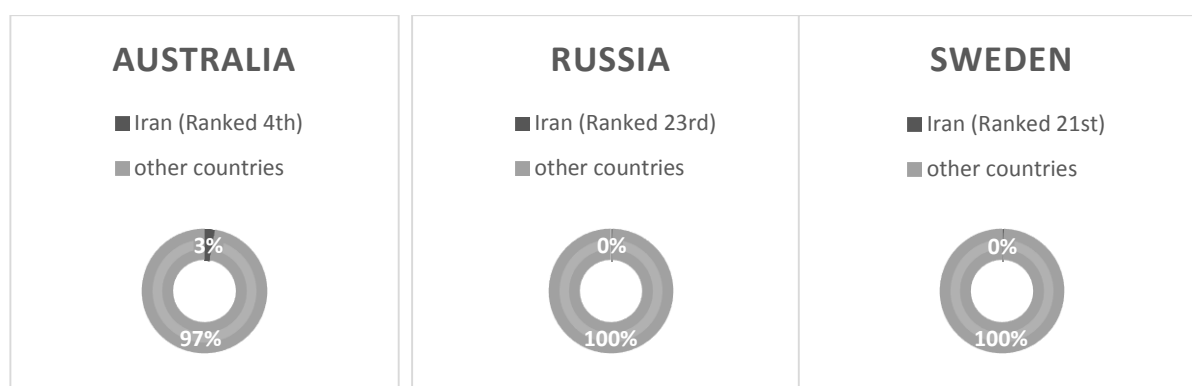 AUSTRALIA
Iran (Ranked 4th)
other countries
3%
97%
RUSSIA
Iran (Ranked 23rd)
other countries
0%
100%
SWEDEN
Iran (Ranked 21st)
other countries
0%
100%